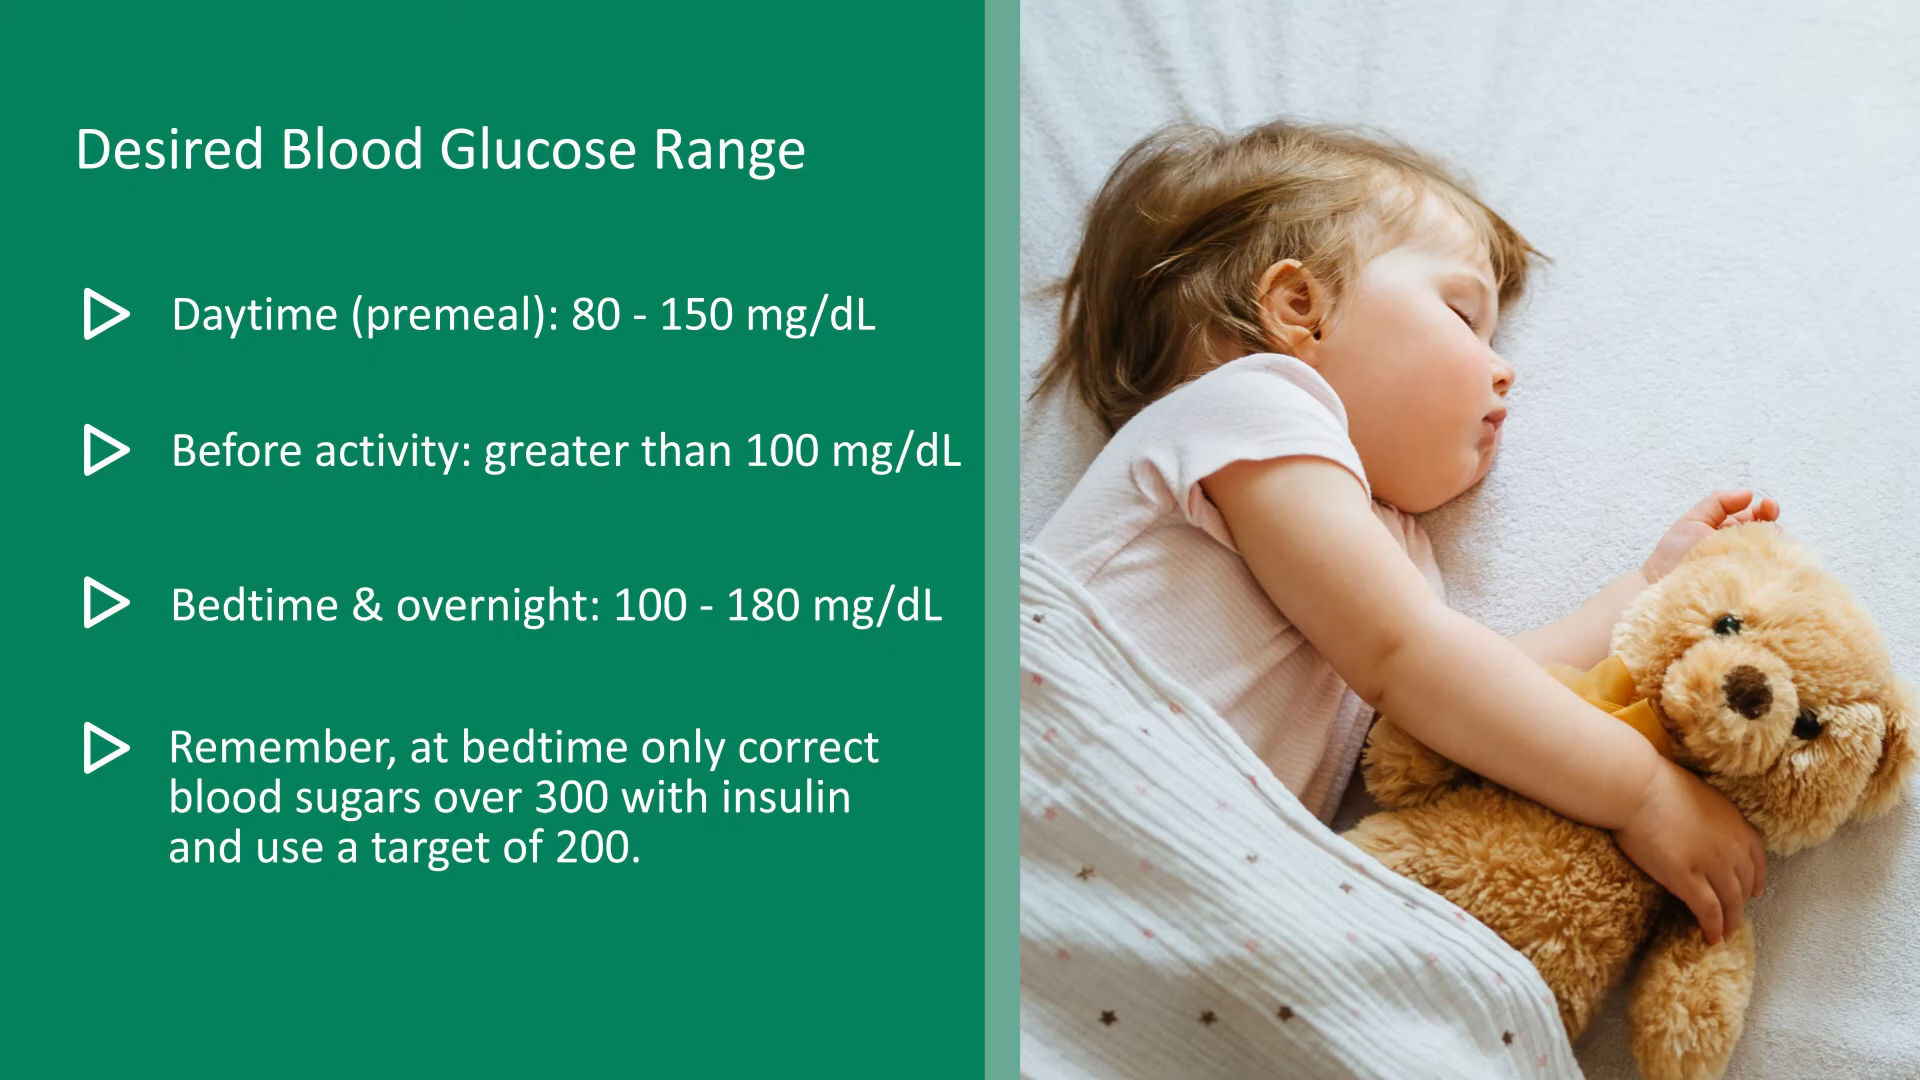 Desired Blood Glucose Range
Daytime (premeal): 80 - 150 mg/dL
Before activity: greater than 100 mg/dL
Bedtime & overnight: 100 - 180 mg/dL
Remember, at bedtime only correct
blood sugars over 300 with insulin
and use a target of 200.